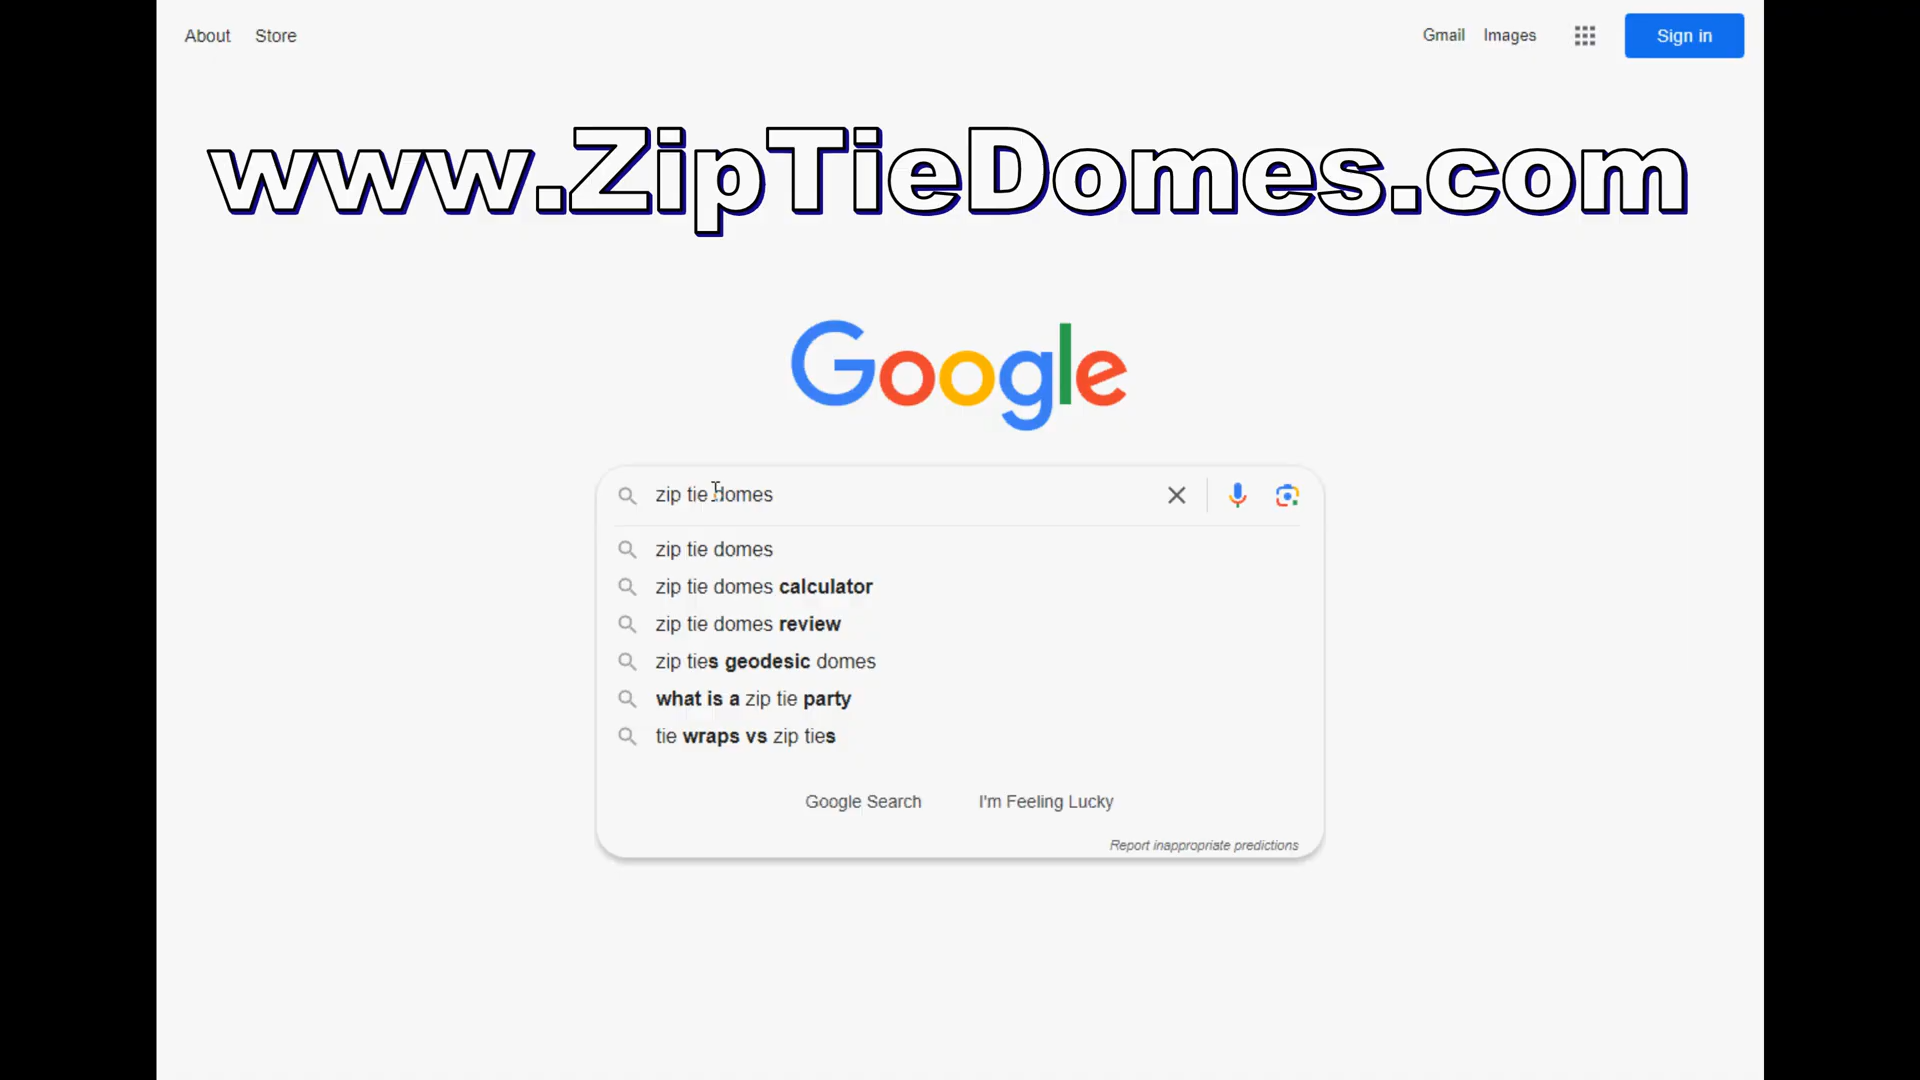 About Store
Gmail Images Sign in
www.ZipTieDomes.com
Google
zip tie domes
zip tie domes
zip tie domes calculator
zip tie domes review
zip ties geodesic domes
what is a zip tie party
tie wraps vs zip ties
Google Search I'm Feeling Lucky
Report inappropriate predictions